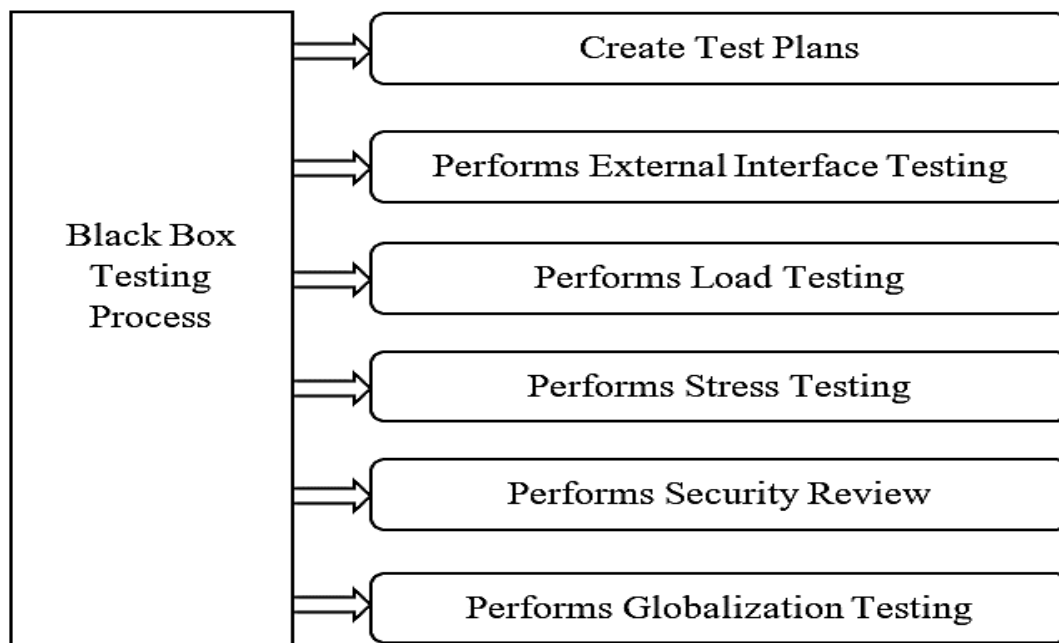 Black Box
Testing
Process
Create Test Plans
Performs External Interface Testing
Performs Load Testing
Performs Stress Testing
Performs Security Review
Performs Globalization Testing